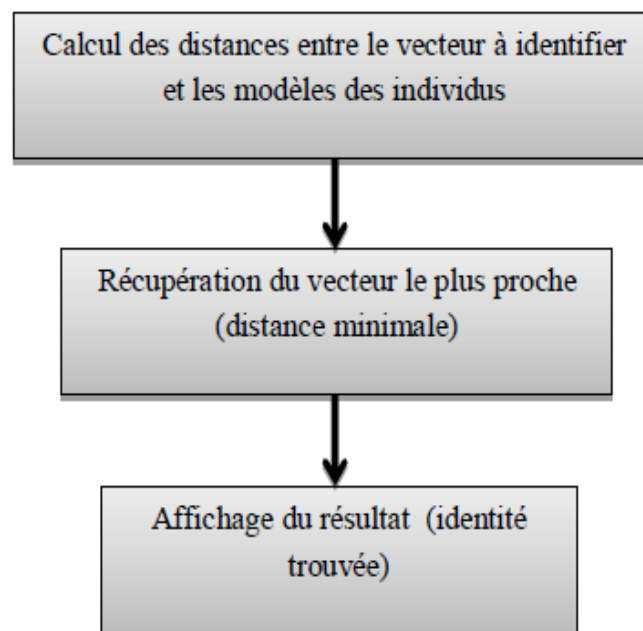 Calcul des distances entre le vecteur à identifier
et les modèles des individus
Récupération du vecteur le plus proche
(distance minimale)
Affichage du résultat (identité
trouvée)